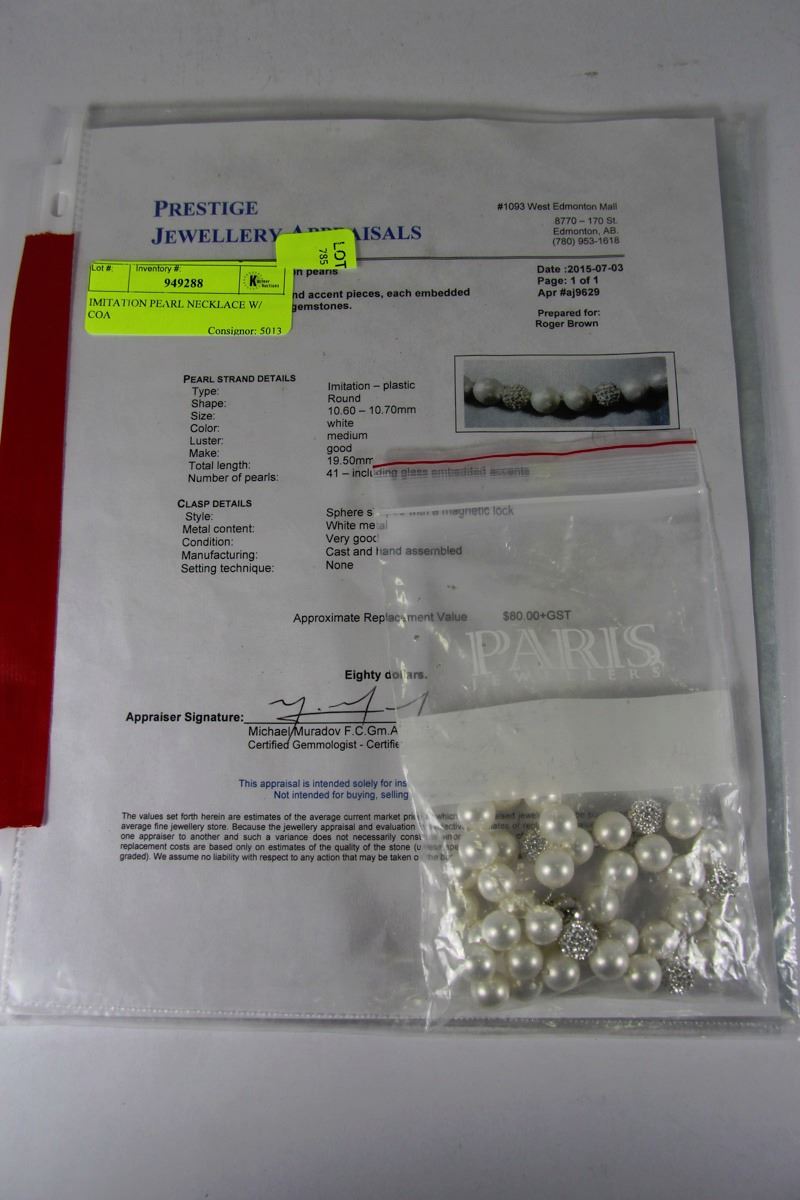 PRESTIGE
JEWELLERY APPRAISALS
#1093 West Edmonton Mall
8770 – 170 St.
Edmonton, AB.
(780) 953-1618
LOT
785
Lot #: Inventory #:
949288
IMITATION PEARL NECKLACE W/
COA
Consignor: 5013
pearls
accent pieces, each embedded
gemstones.
Date :2015-07-03
Page: 1 of 1
Apr #aj9629
Prepared for:
Roger Brown
PEARL STRAND DETAILS
Type: Imitation – plastic
Shape: Round
Size: 10.60 – 10.70mm
Color: white
Luster: medium
Make: good
Total length: 19.50mm
Number of pearls: 41 – including glass embedded accents
CLASP DETAILS
Style: Sphere with a magnetic lock
Metal content: White metal
Condition: Very good
Manufacturing: Cast and hand assembled
Setting technique: None
Approximate Replacement Value $80.00+GST
Eighty dollars.
PARIS
JEWELLERS
Appraiser Signature:
Michael Muradov F.C.Gm.A
Certified Gemmologist - Certifie
This appraisal is intended solely for ins
Not intended for buying, selling
The values set forth herein are estimates of the average current market
average fine jewellery store. Because the jewellery appraisal and evaluation
one appraiser to another and such a variance does not necessarily
replacement costs are based only on estimates of the quality of the stone
graded). We assume no liability with respect to any action that may be taken